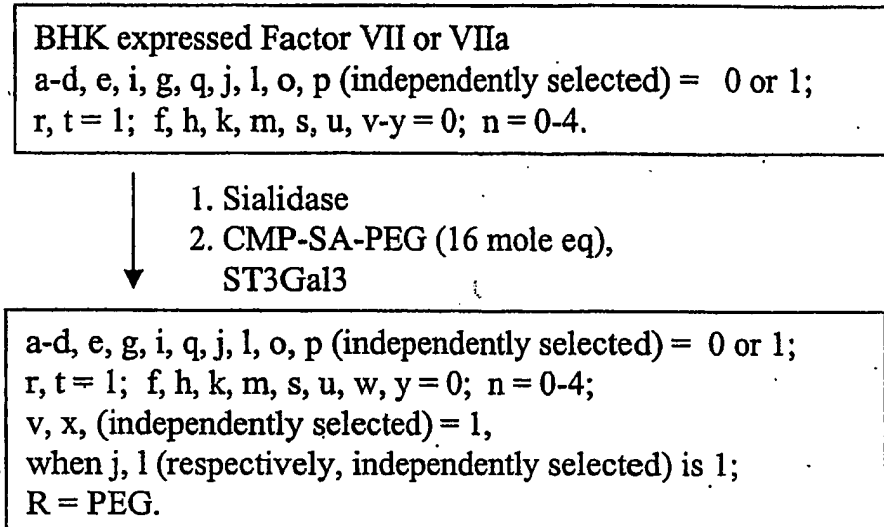 BHK expressed Factor VII or VIIa
a-d, e, i, g, q, j, l, o, p (independently selected) = 0 or 1;
r, t = 1; f, h, k, m, s, u, v-y = 0; n = 0-4.
1. Sialidase
2. CMP-SA-PEG (16 mole eq),
ST3Gal3
a-d, e, g, i, q, j, l, o, p (independently selected) = 0 or 1;
r, t = 1; f, h, k, m, s, u, w, y = 0; n = 0-4;
v, x, (independently selected) = 1,
when j, l (respectively, independently selected) is 1;
R = PEG.